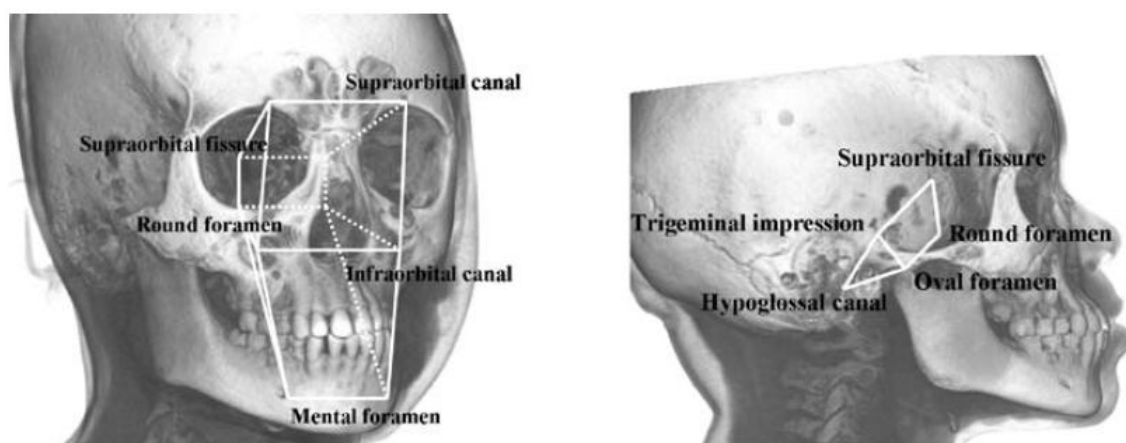 Supraorbital canal
Supraorbital fissure
Round foramen
Infraorbital canal
Mental foramen
Supraorbital fissure
Trigeminal impression
Round foramen
Oval foramen
Hypoglossal canal